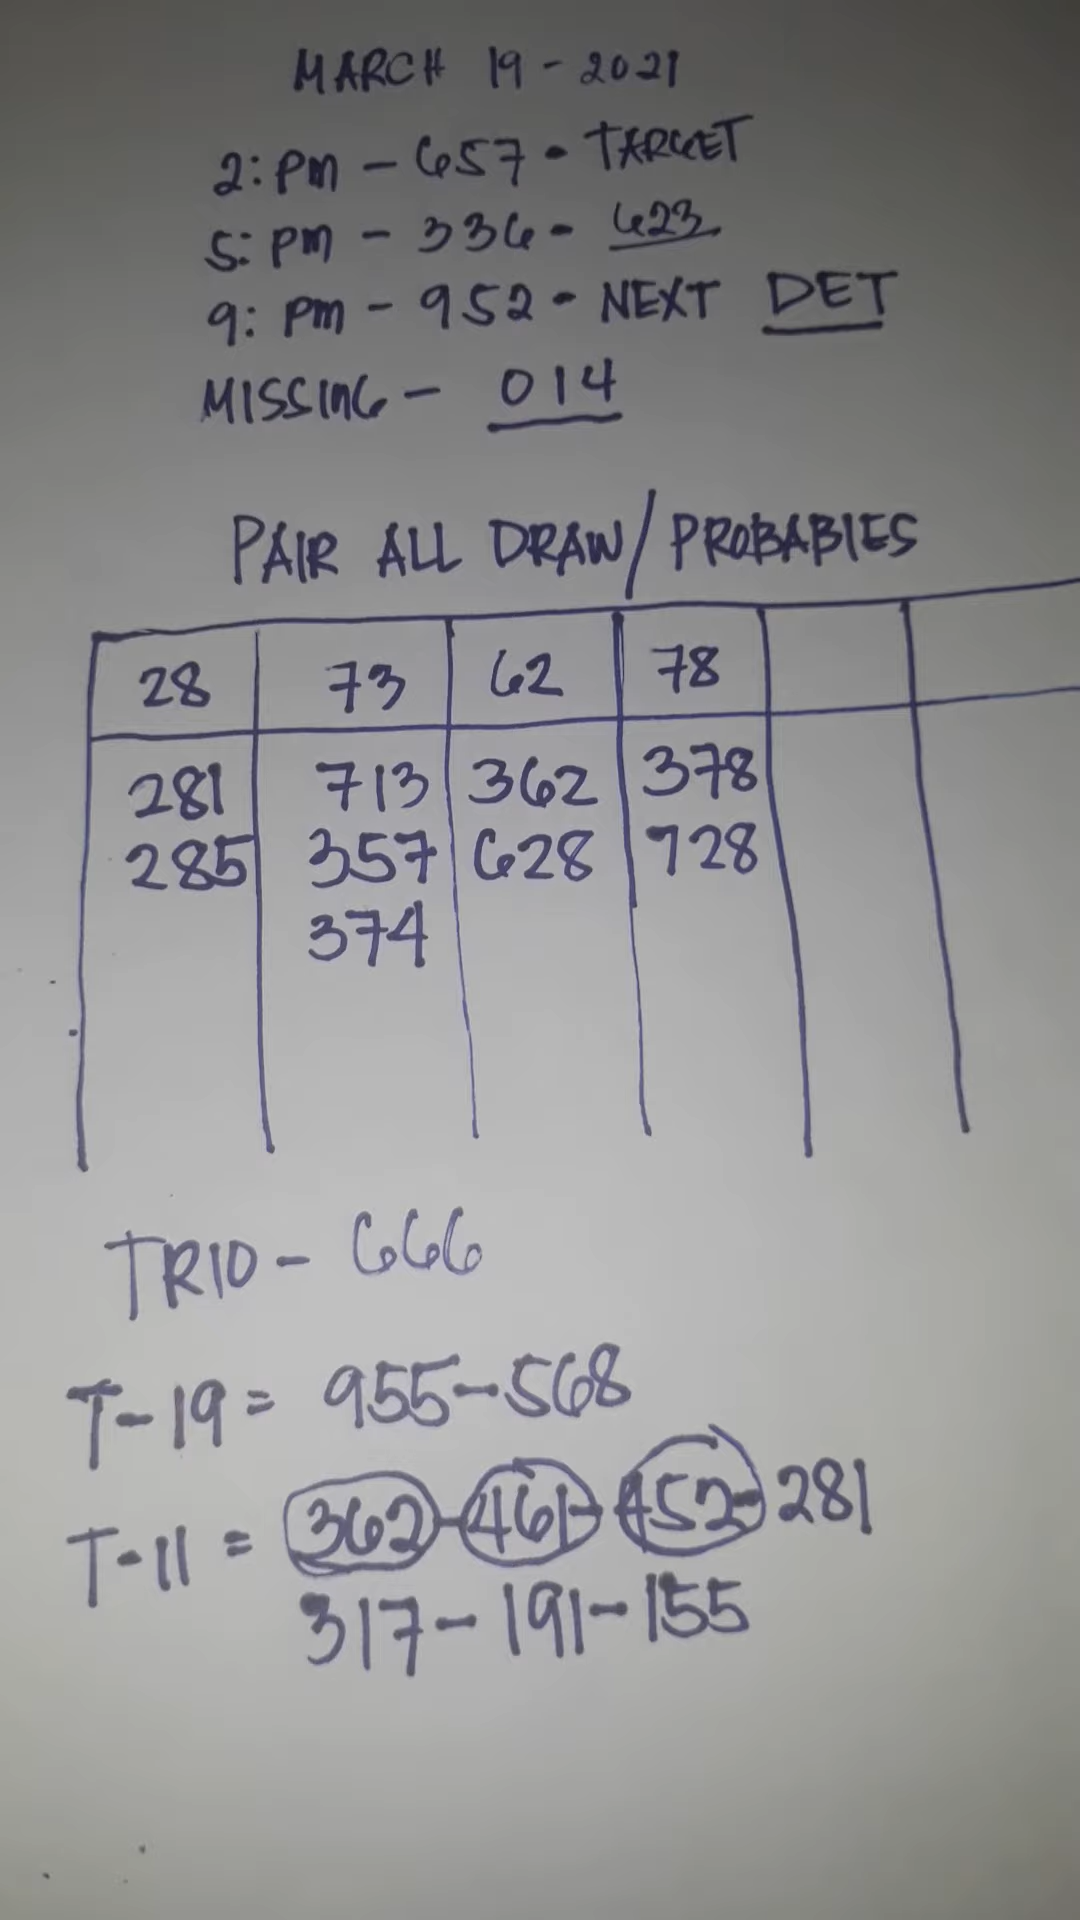 MARCH 19-2021
2:PM - 657 - TARGET
5:PM - 336 - 623
9:PM - 952 - NEXT DET
MISSING - 014
PAIR ALL DRAW/PROBABIES
28 73 62 78
281 713 362 378
285 357 628 728
374
TRIO - 666
T-19 = 955-568
T-11 = 362-461-452-281
317-191-155